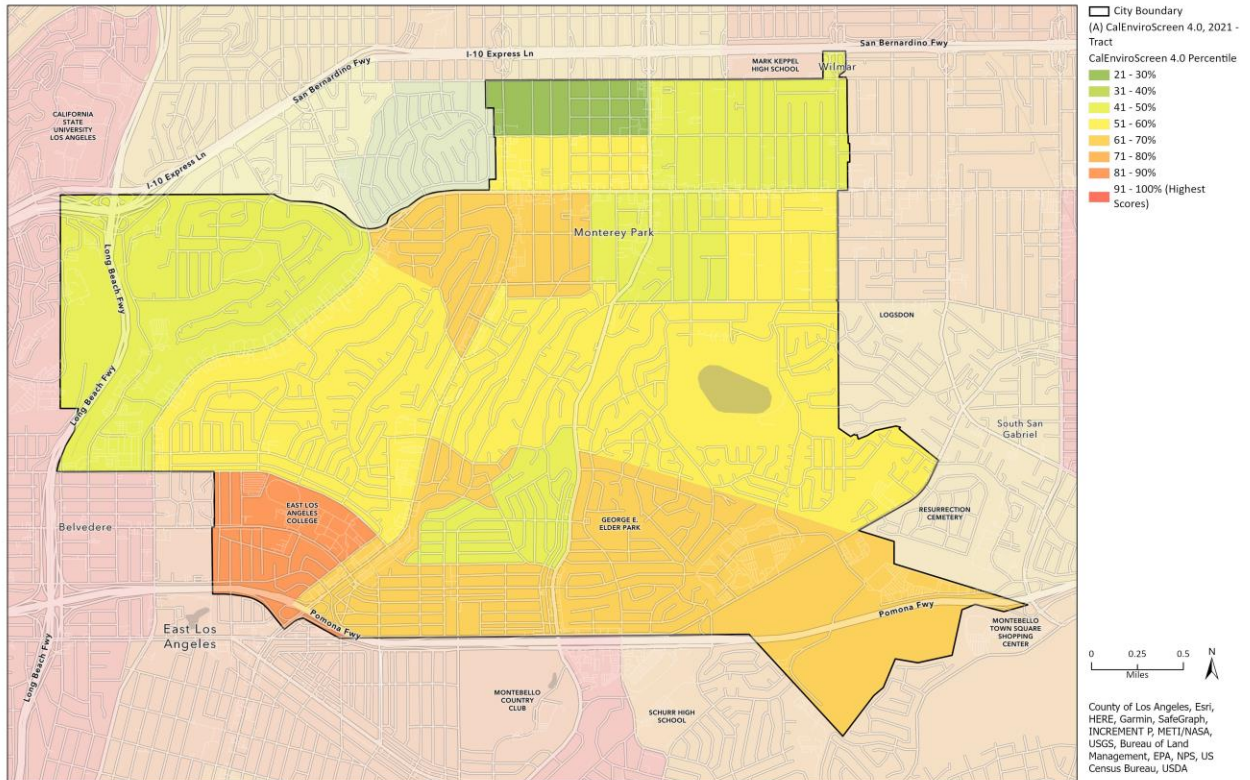 I-10 Express Ln
San Bernardino Fwy
San Bernardino Fwy
MARK KEPPEL
HIGH SCHOOL
Wilmar
CALIFORNIA
STATE
UNIVERSITY
LOS ANGELES
I-10 Express Ln
Long Beach Fwy
Monterey Park
LOGSDON
Long Beach Fwy
South San
Gabriel
Belvedere
EAST LOS
ANGELES
COLLEGE
GEORGE E.
ELDER PARK
RESURRECTION
CEMETERY
Pomona Fwy
Pomona Fwy
East Los
Angeles
MONTEBELLO
TOWN SQUARE
SHOPPING
CENTER
Long Beach Fwy
MONTEBELLO
COUNTRY
CLUB
SCHURR HIGH
SCHOOL
City Boundary
(A) CalEnviroScreen 4.0, 2021 -
Tract
CalEnviroScreen 4.0 Percentile
21 - 30%
31 - 40%
41 - 50%
51 - 60%
61 - 70%
71 - 80%
81 - 90%
91 - 100% (Highest
Scores)
0 0.25 0.5
Miles
N
County of Los Angeles, Esri,
HERE, Garmin, SafeGraph,
INCREMENT P, METI/NASA,
USGS, Bureau of Land
Management, EPA, NPS, US
Census Bureau, USDA